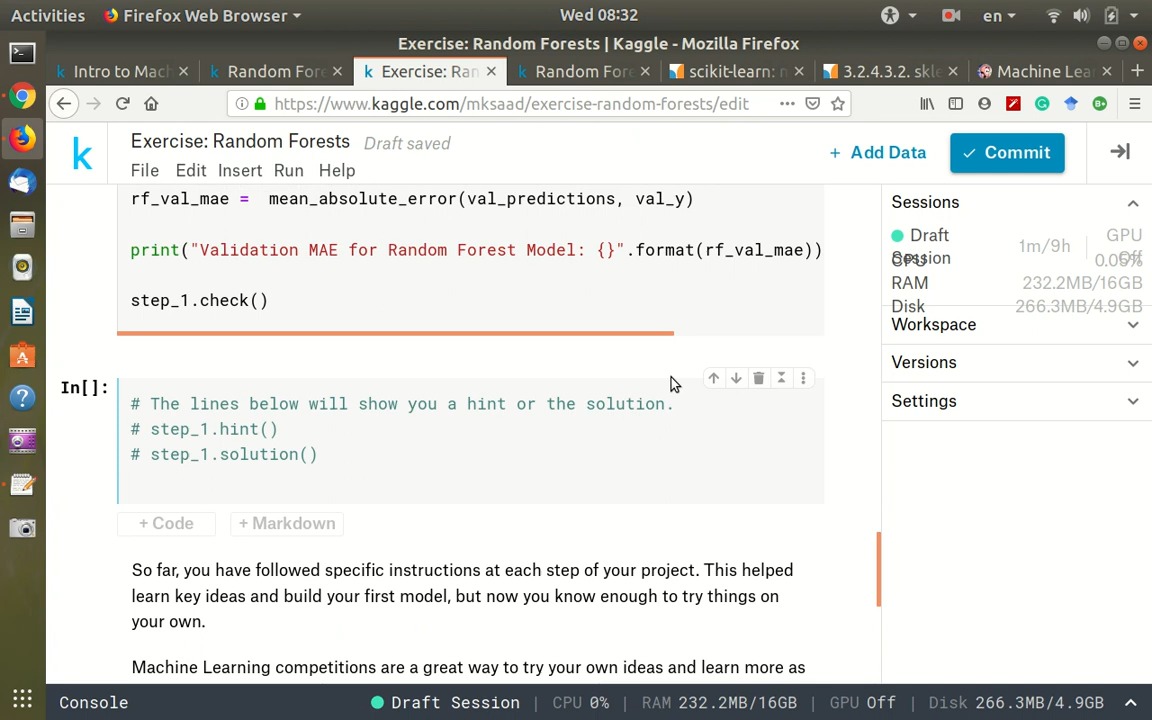 Activities Firefox Web Browser Wed 08:32 en
Exercise: Random Forests | Kaggle - Mozilla Firefox
Intro to Mach Random Fore Exercise: Ran Random Fore scikit-learn: m 3.2.4.3.2. skle Machine Lear
https://www.kaggle.com/mksaad/exercise-random-forests/edit
Exercise: Random Forests Draft saved
+ Add Data Commit
File Edit Insert Run Help
rf_val_mae = mean_absolute_error(val_predictions, val_y)
print("Validation MAE for Random Forest Model: {}".format(rf_val_mae))
step_1.check()
In[]:
# The lines below will show you a hint or the solution.
# step_1.hint()
# step_1.solution()
+ Code + Markdown
So far, you have followed specific instructions at each step of your project. This helped
learn key ideas and build your first model, but now you know enough to try things on
your own.
Machine Learning competitions are a great way to try your own ideas and learn more as
Sessions
Draft Session 1m/9h GPU Off
CPU 0.05%
RAM 232.2MB/16GB
Disk 266.3MB/4.9GB
Workspace
Versions
Settings
Console Draft Session | CPU 0% | RAM 232.2MB/16GB | GPU Off | Disk 266.3MB/4.9GB